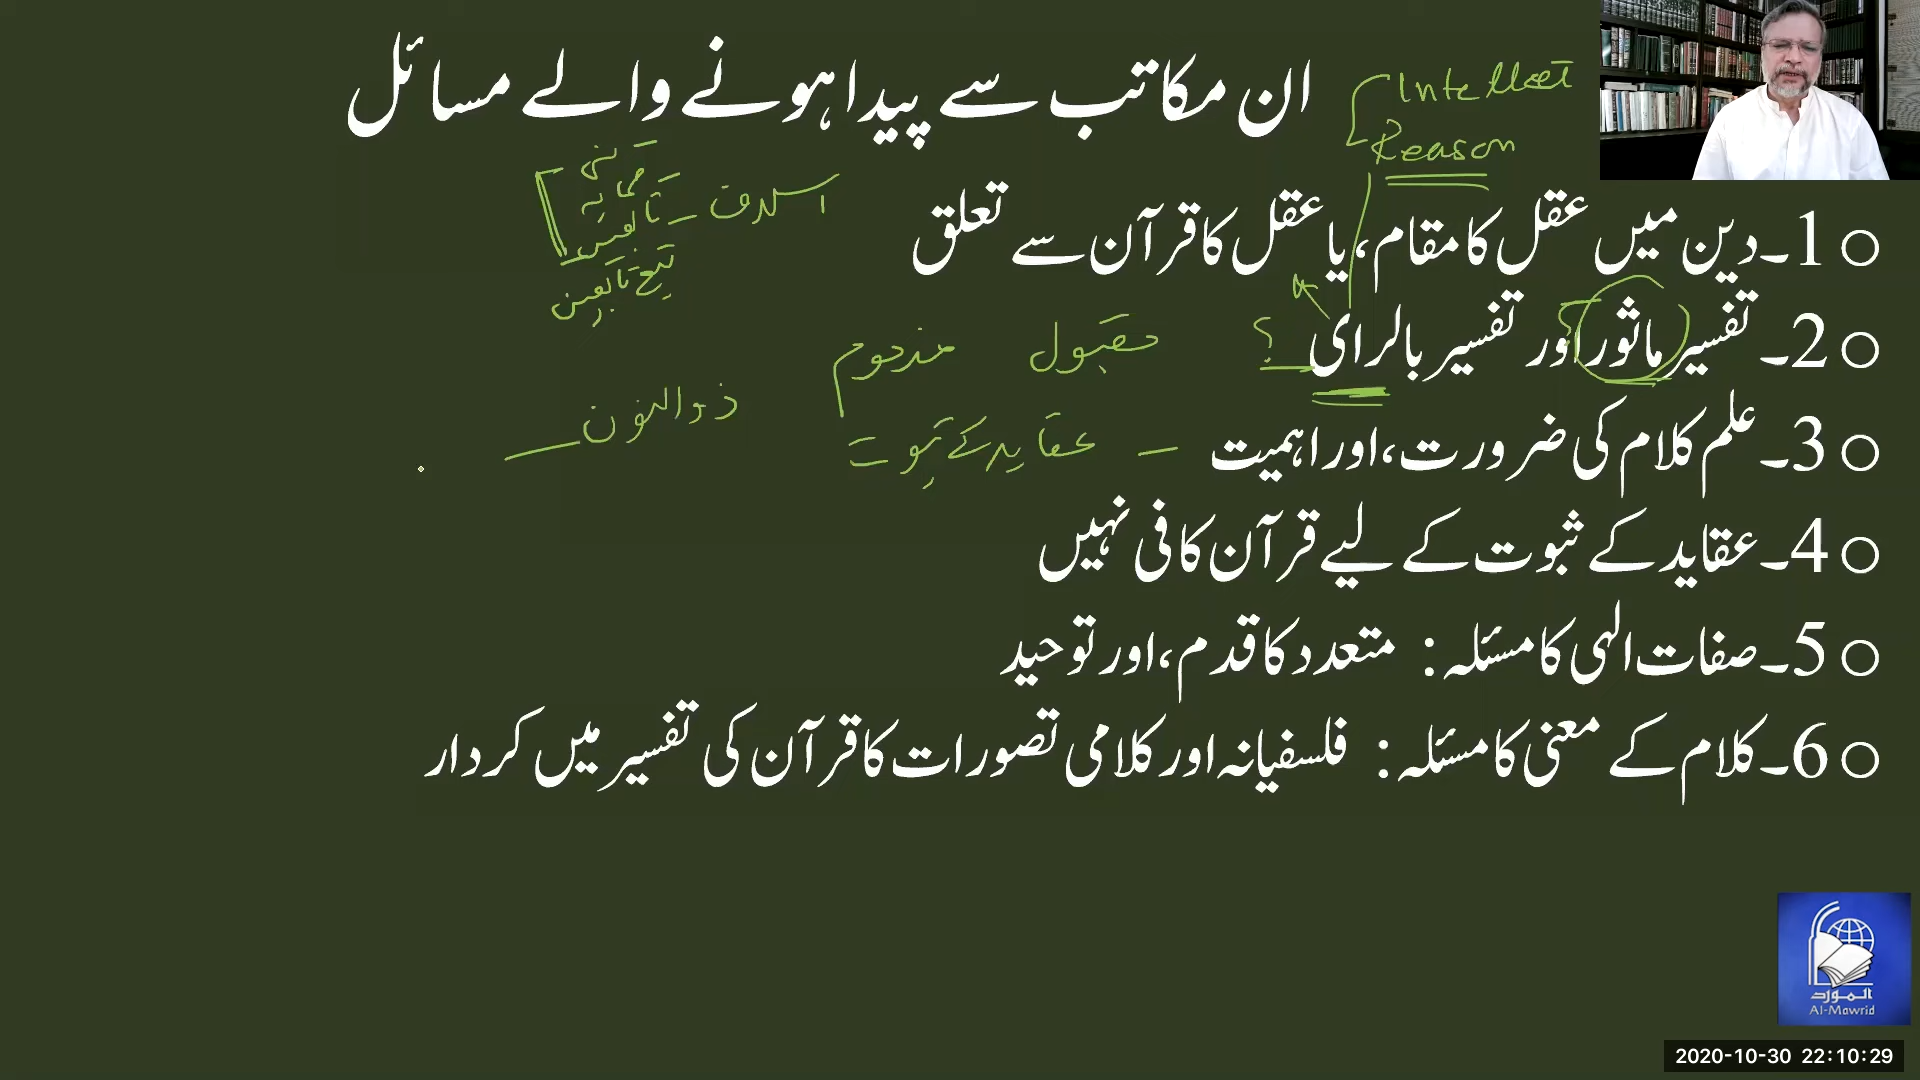 ان مکاتب سے پیدا ہونے والے مسائل
Intellect
Reason
1۔ دین میں عقل کا مقام، یا عقل کا قرآن سے تعلق
اسلاف
نبی
صحابہ
تابعین
تبع تابعین
2۔ تفسیر ماثور اور تفسیر بالرای
؟ مقبول مذموم
3۔ علم کلام کی ضرورت، اور اہمیت
عقاید کے ثبوت
ذوالنون
4۔ عقاید کے ثبوت کے لیے قرآن کافی نہیں
5۔ صفات الہی کا مسئلہ: متعدد کا قدم، اور توحید
6۔ کلام کے معنی کا مسئلہ: فلسفیانہ اور کلامی تصورات کا قرآن کی تفسیر میں کردار
المورد
Al-Mawrid
2020-10-30 22:10:29